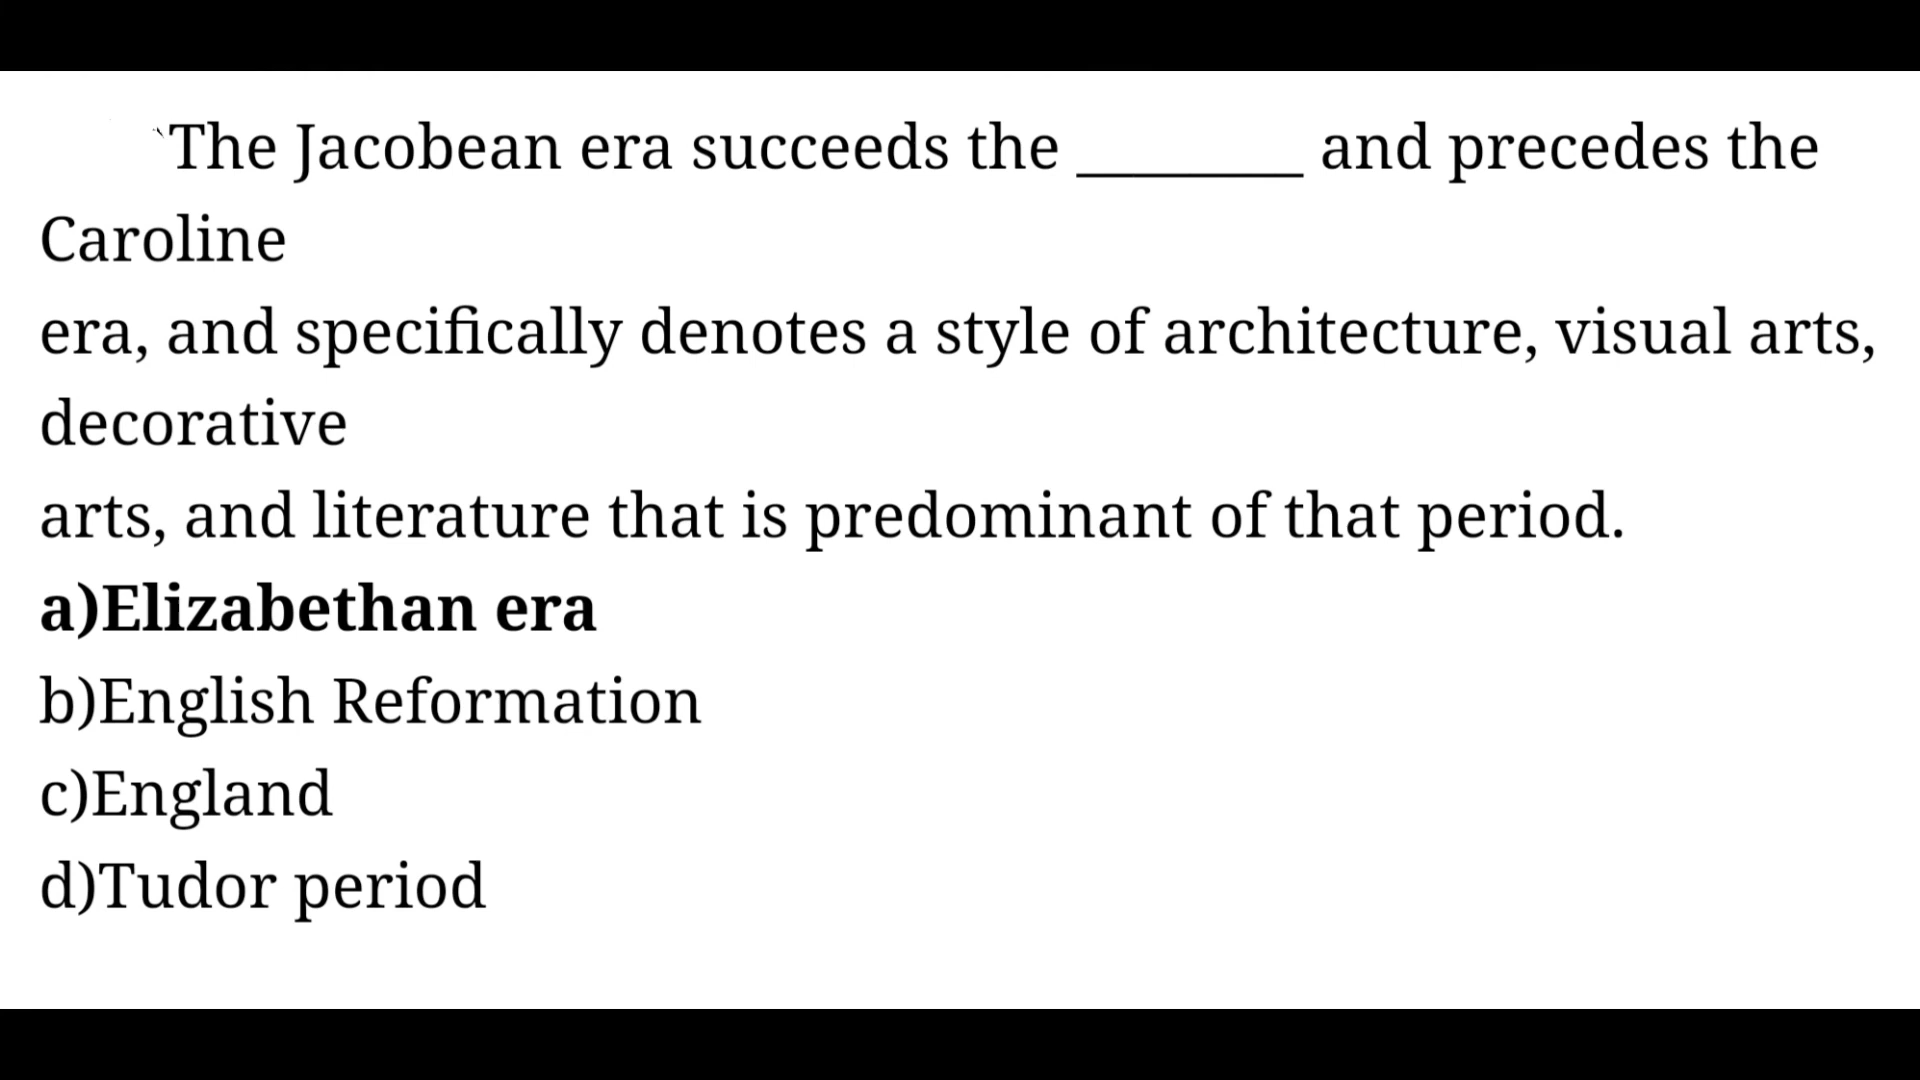 The Jacobean era succeeds the ________ and precedes the
Caroline
era, and specifically denotes a style of architecture, visual arts,
decorative
arts, and literature that is predominant of that period.
a)Elizabethan era
b)English Reformation
c)England
d)Tudor period